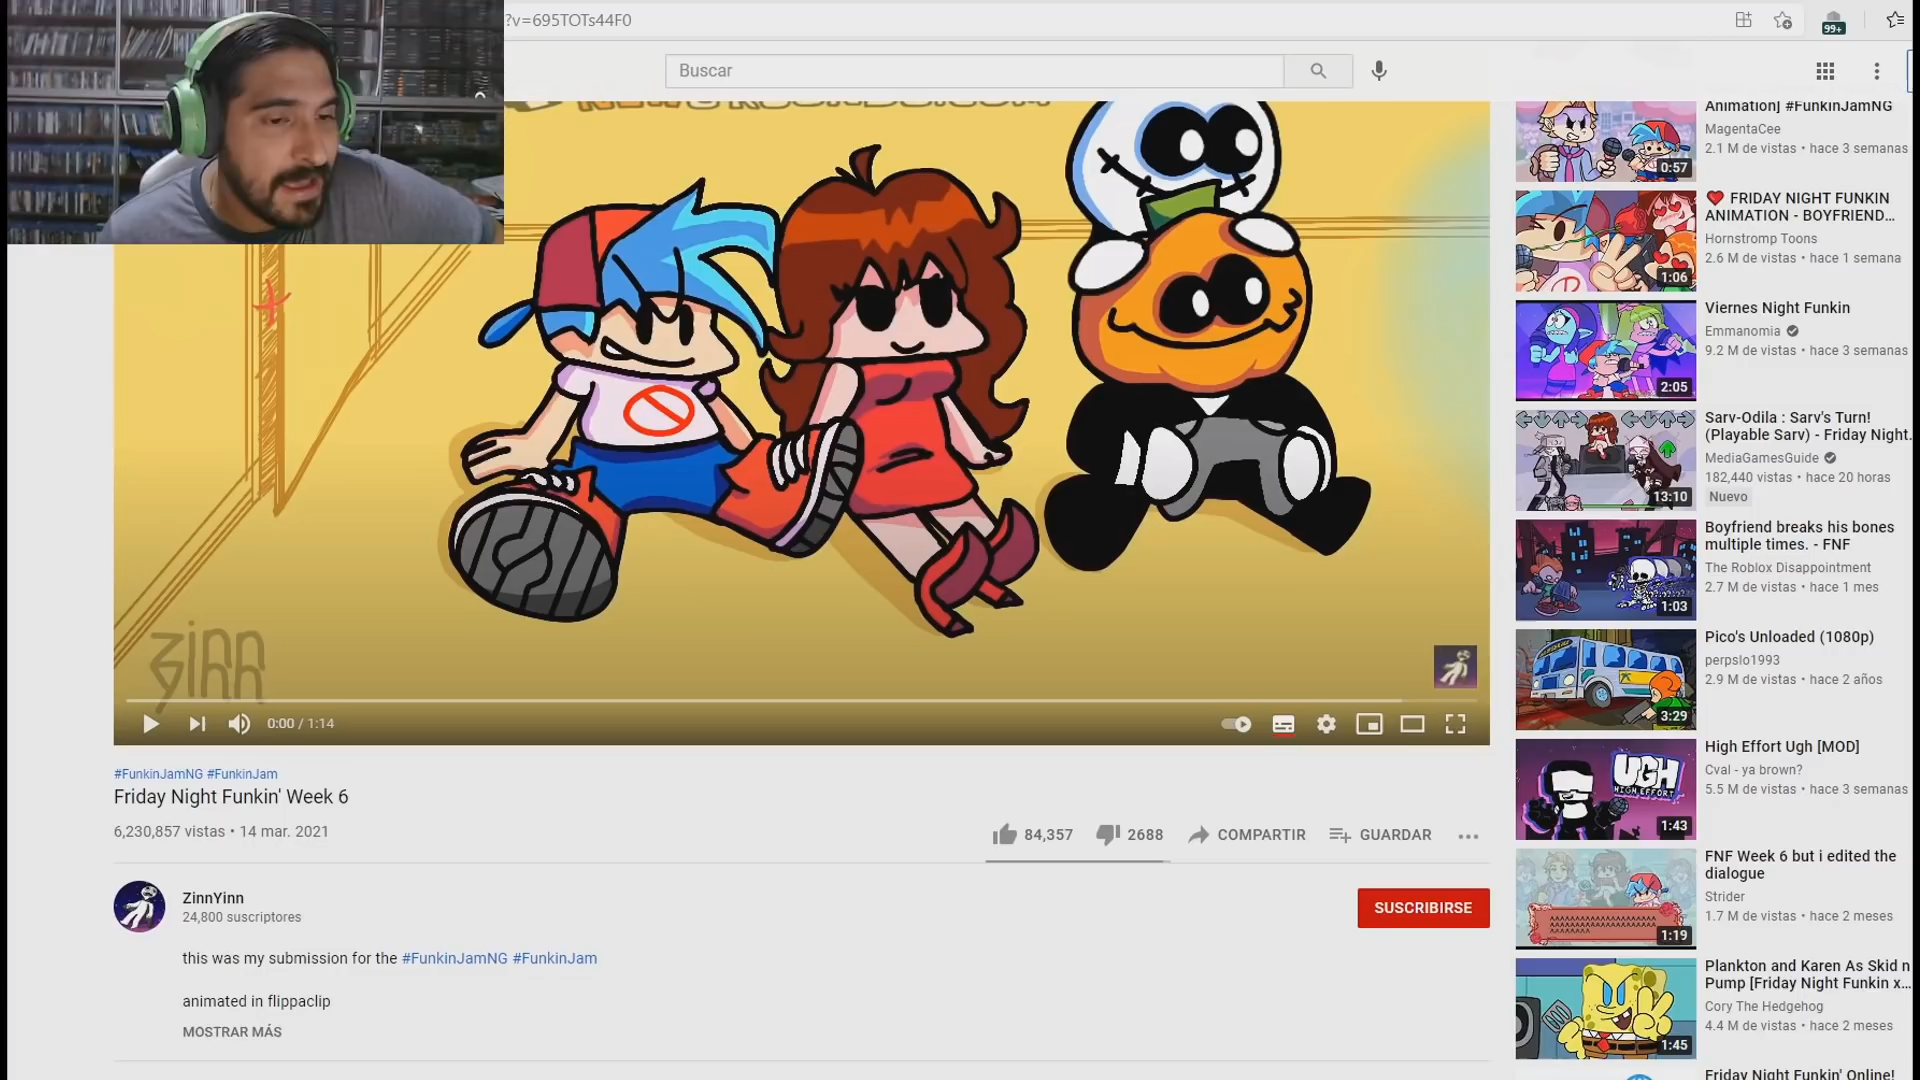 ?v=695TOTs44F0
99+
Buscar
Zinn
0:00 / 1:14
#FunkinJamNG #FunkinJam
Friday Night Funkin' Week 6
6,230,857 vistas • 14 mar. 2021
84,357
2688
COMPARTIR
GUARDAR
ZinnYinn
24,800 suscriptores
SUSCRIBIRSE
this was my submission for the #FunkinJamNG #FunkinJam
animated in flippaclip
MOSTRAR MÁS
Animation] #FunkinJamNG
MagentaCee
2.1 M de vistas • hace 3 semanas
0:57
FRIDAY NIGHT FUNKIN
ANIMATION - BOYFRIEND...
Hornstromp Toons
2.6 M de vistas • hace 1 semana
1:06
Viernes Night Funkin
Emmanomia
9.2 M de vistas • hace 3 semanas
2:05
Sarv-Odila : Sarv's Turn!
(Playable Sarv) - Friday Night
MediaGamesGuide
182,440 vistas • hace 20 horas
Nuevo
13:10
Boyfriend breaks his bones
multiple times. - FNF
The Roblox Disappointment
2.7 M de vistas • hace 1 mes
1:03
Pico's Unloaded (1080p)
perpslo1993
2.9 M de vistas • hace 2 años
3:29
High Effort Ugh [MOD]
Cval - ya brown?
5.5 M de vistas • hace 3 semanas
UGH
HIGH EFFORT
1:43
FNF Week 6 but i edited the
dialogue
Strider
1.7 M de vistas • hace 2 meses
1:19
Plankton and Karen As Skid n
Pump [Friday Night Funkin x...
Cory The Hedgehog
4.4 M de vistas • hace 2 meses
1:45
Friday Night Funkin' Online!